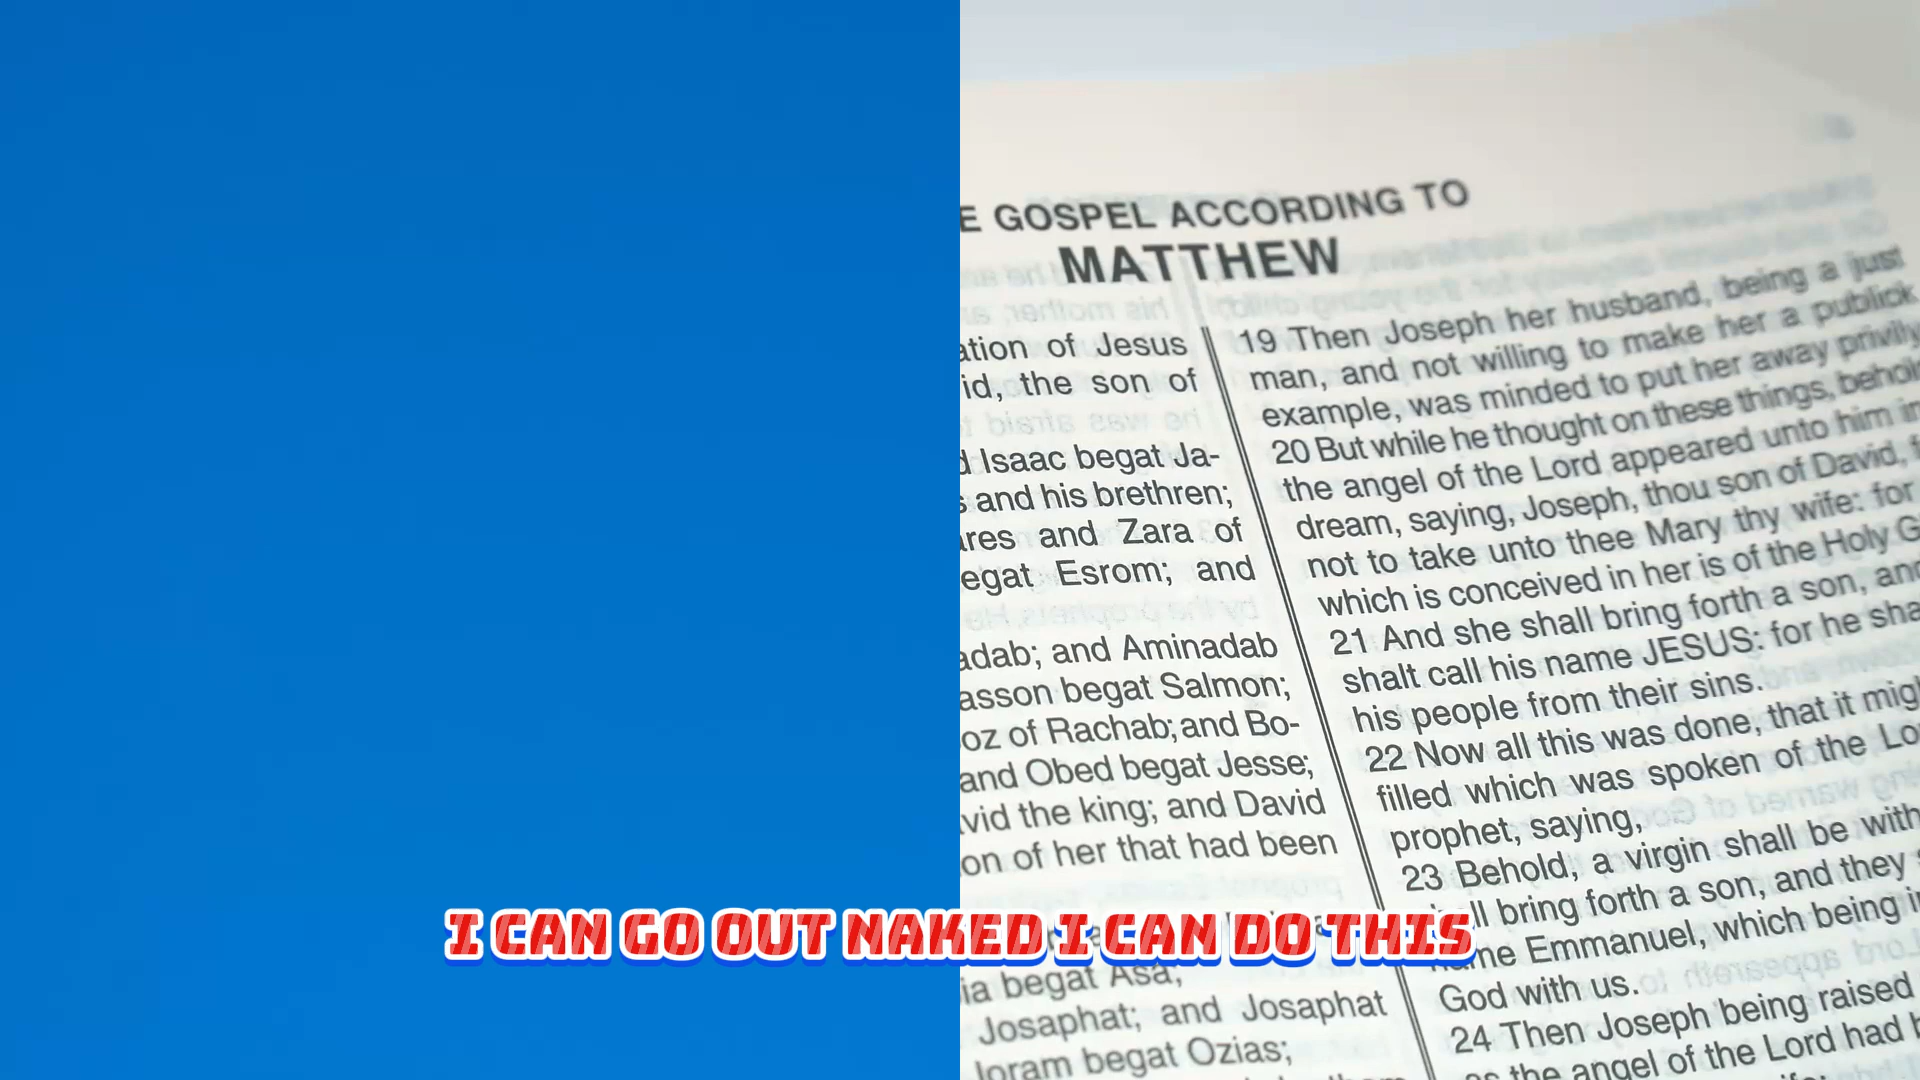 E GOSPEL ACCORDING TO
MATTHEW
ation of Jesus
id, the son of
d Isaac begat Ja-
s and his brethren;
ares and Zara of
egat Esrom; and
adab; and Aminadab
asson begat Salmon;
oz of Rachab; and Bo-
and Obed begat Jesse;
vid the king; and David
on of her that had been
ia begat Asa;
Josaphat; and Josaphat
Joram begat Ozias;
19 Then Joseph her husband, being a just
man, and not willing to make her a publick
example, was minded to put her away privily
20 But while he thought on these things, behol
the angel of the Lord appeared unto him in
dream, saying, Joseph, thou son of David, f
not to take unto thee Mary thy wife: for
which is conceived in her is of the Holy G
21 And she shall bring forth a son, and
shalt call his name JESUS: for he sha
his people from their sins.
22 Now all this was done, that it migh
filled which was spoken of the Lo
prophet, saying,
23 Behold, a virgin shall be with
ll bring forth a son, and they s
me Emmanuel, which being i
God with us.
24 Then Joseph being raised
as the angel of the Lord had b
I CAN GO OUT NAKED I CAN DO THIS